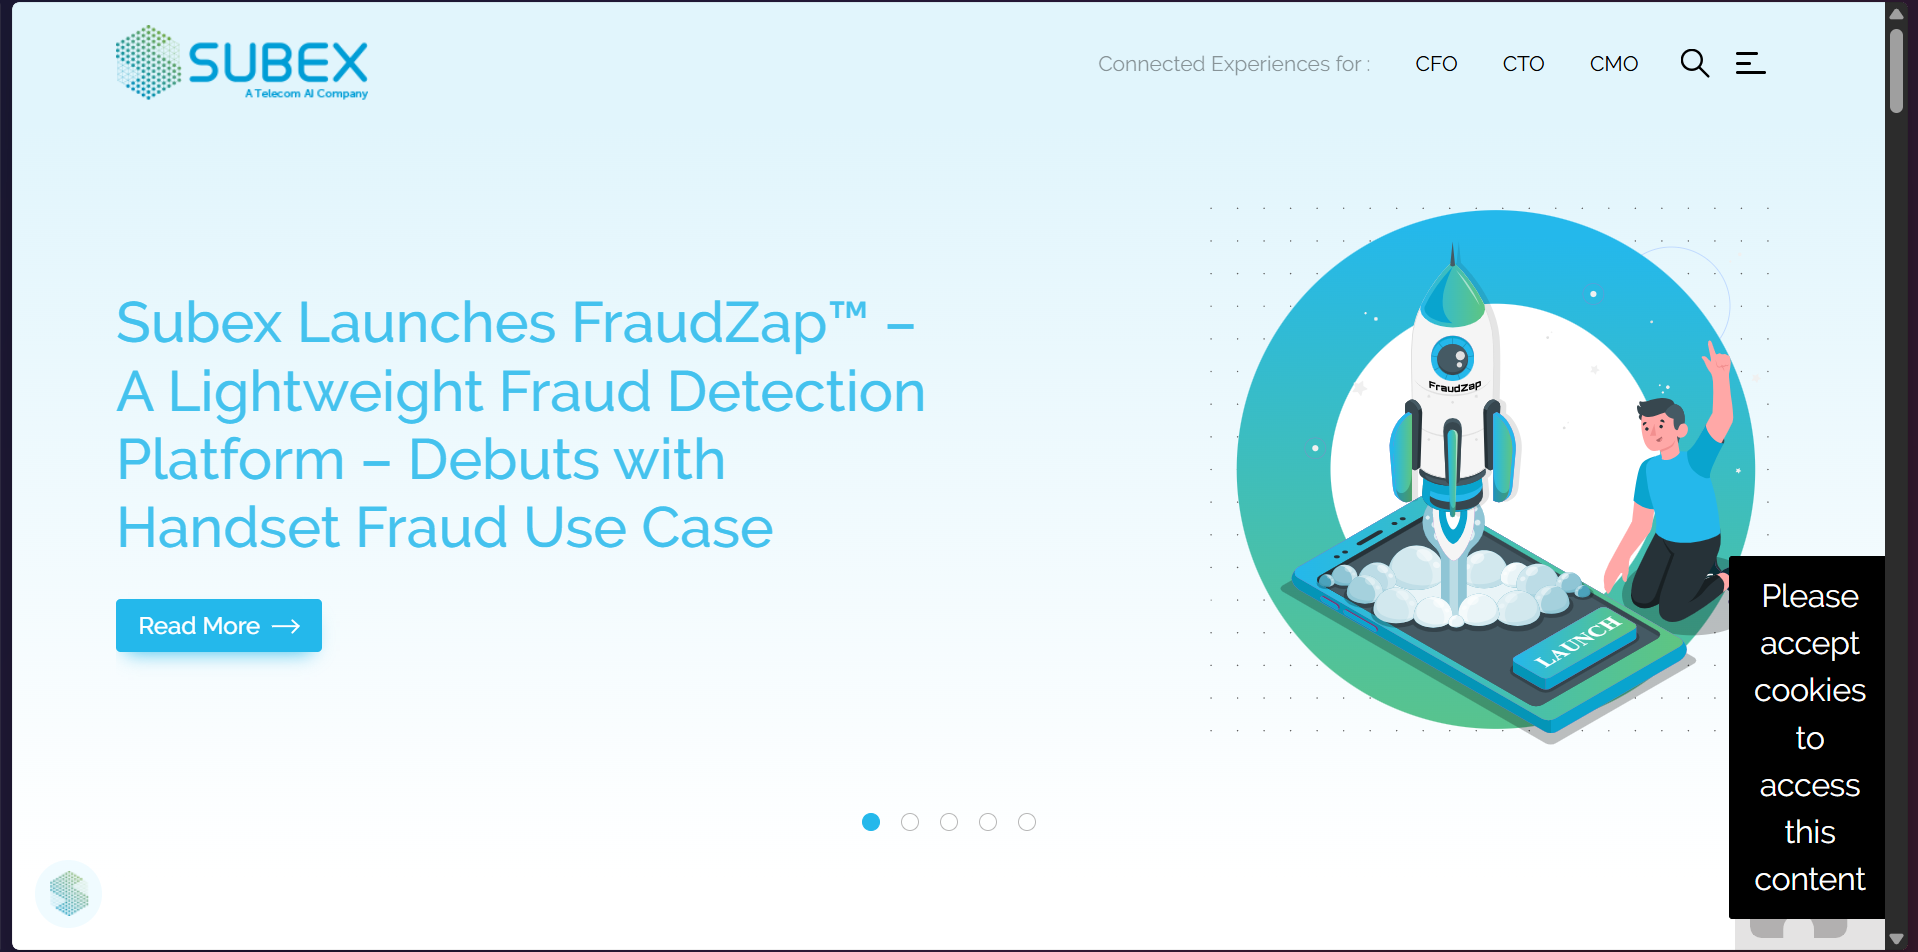 SUBEX
A Telecom AI Company
Connected Experiences for :
CFO
CTO
CMO
Subex Launches FraudZap™ –
A Lightweight Fraud Detection
Platform – Debuts with
Handset Fraud Use Case
Read More
FraudZap
LAUNCH
Please
accept
cookies
to
access
this
content